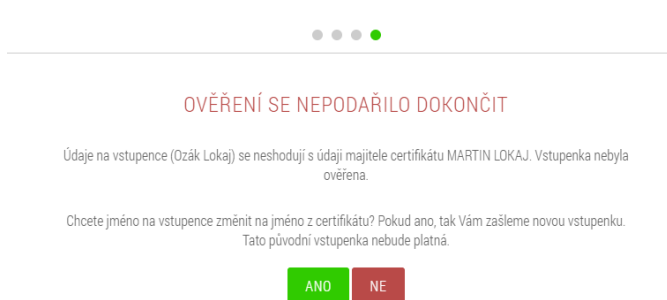 OVĚŘENÍ SE NEPODAŘILO DOKONČIT
Údaje na vstupence (Ozák Lokaj) se neshodují s údaji majitele certifikátu MARTIN LOKAJ. Vstupenka nebyla
ověřena.
Chcete jméno na vstupence změnit na jméno z certifikátu? Pokud ano, tak Vám zašleme novou vstupenku.
Tato původní vstupenka nebude platná.
ANO NE